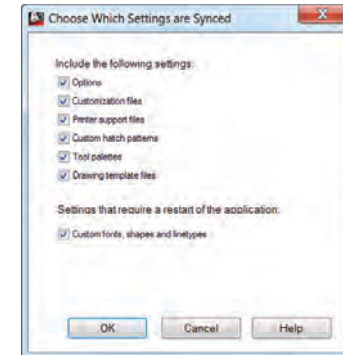 Choose Which Settings are Synced
Include the following settings:
Options
Customization files
Printer support files
Custom hatch patterns
Tool palettes
Drawing template files
Settings that require a restart of the application:
Custom fonts, shapes and linetypes
OK Cancel Help